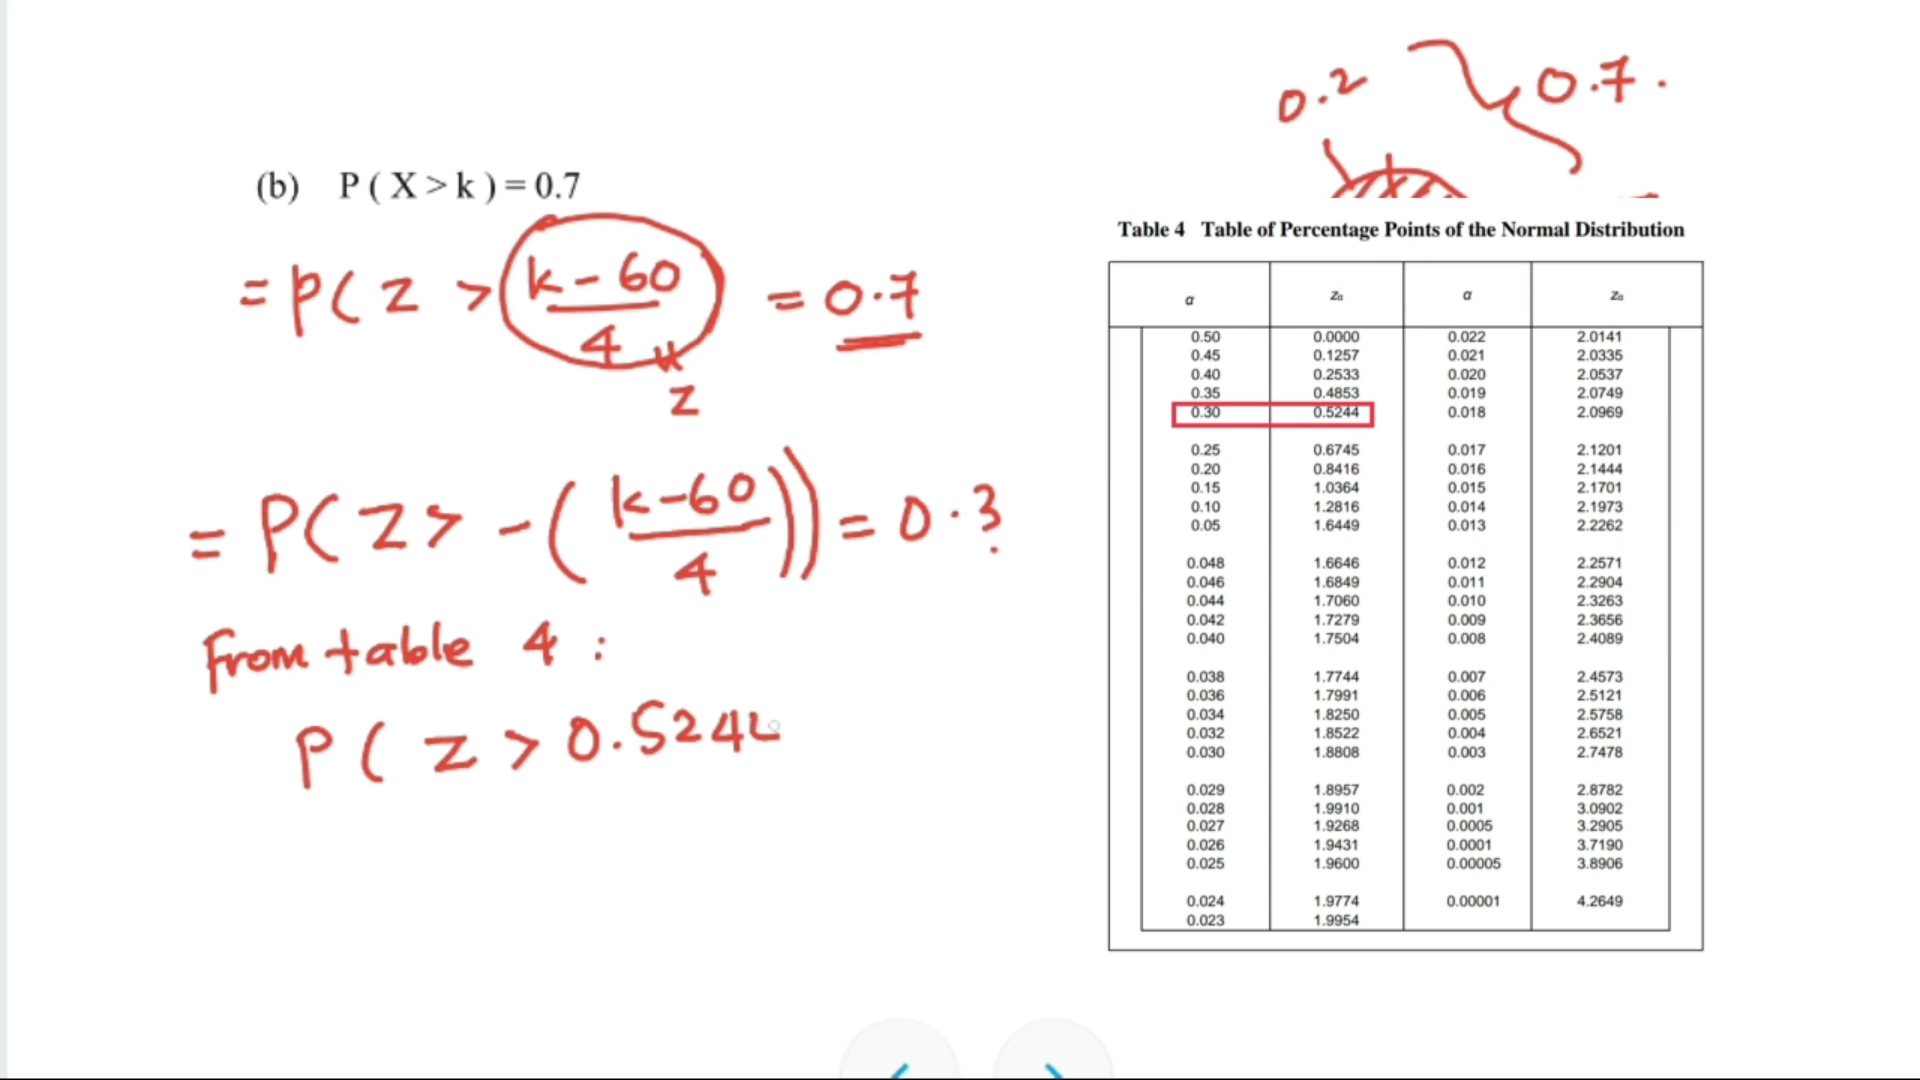 0.2 0.7.
(b) P ( X > k ) = 0.7
= P( Z > k - 60 / 4 = 0.7
Z
= P( Z > - ( k - 60 / 4 )) = 0.3
From table 4 :
P( Z > 0.5244
Table 4 Table of Percentage Points of the Normal Distribution
α zα α zα
0.50 0.0000 0.022 2.0141
0.45 0.1257 0.021 2.0335
0.40 0.2533 0.020 2.0537
0.35 0.4853 0.019 2.0749
0.30 0.5244 0.018 2.0969
0.25 0.6745 0.017 2.1201
0.20 0.8416 0.016 2.1444
0.15 1.0364 0.015 2.1701
0.10 1.2816 0.014 2.1973
0.05 1.6449 0.013 2.2262
0.048 1.6646 0.012 2.2571
0.046 1.6849 0.011 2.2904
0.044 1.7060 0.010 2.3263
0.042 1.7279 0.009 2.3656
0.040 1.7504 0.008 2.4089
0.038 1.7744 0.007 2.4573
0.036 1.7991 0.006 2.5121
0.034 1.8250 0.005 2.5758
0.032 1.8522 0.004 2.6521
0.030 1.8808 0.003 2.7478
0.029 1.8957 0.002 2.8782
0.028 1.9910 0.001 3.0902
0.027 1.9268 0.0005 3.2905
0.026 1.9431 0.0001 3.7190
0.025 1.9600 0.00005 3.8906
0.024 1.9774 0.00001 4.2649
0.023 1.9954